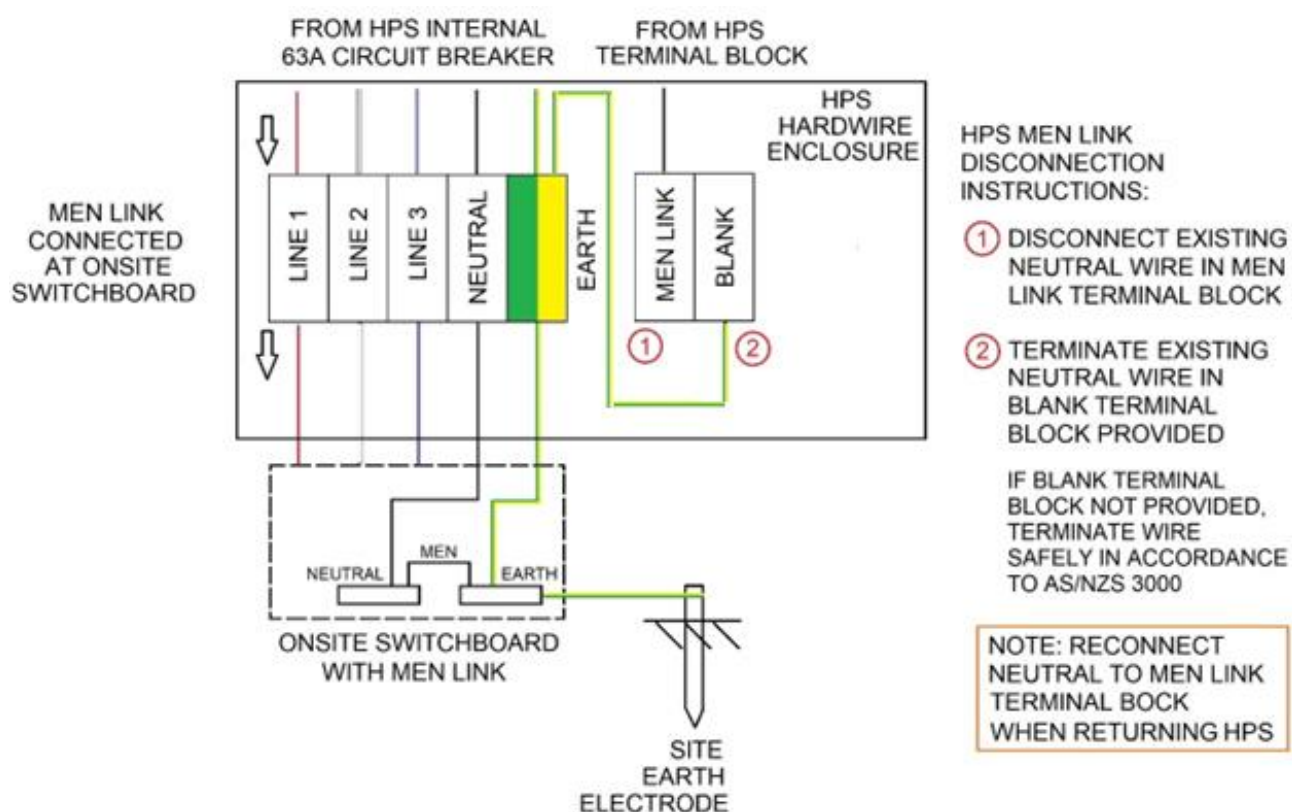 FROM HPS INTERNAL
63A CIRCUIT BREAKER
FROM HPS
TERMINAL BLOCK
HPS
HARDWIRE
ENCLOSURE
MEN LINK
CONNECTED
AT ONSITE
SWITCHBOARD
LINE 1
LINE 2
LINE 3
NEUTRAL
EARTH
MEN LINK
BLANK
1
2
NEUTRAL
MEN
EARTH
ONSITE SWITCHBOARD
WITH MEN LINK
SITE
EARTH
ELECTRODE
HPS MEN LINK
DISCONNECTION
INSTRUCTIONS:
1 DISCONNECT EXISTING
NEUTRAL WIRE IN MEN
LINK TERMINAL BLOCK
2 TERMINATE EXISTING
NEUTRAL WIRE IN
BLANK TERMINAL
BLOCK PROVIDED
IF BLANK TERMINAL
BLOCK NOT PROVIDED,
TERMINATE WIRE
SAFELY IN ACCORDANCE
TO AS/NZS 3000
NOTE: RECONNECT
NEUTRAL TO MEN LINK
TERMINAL BOCK
WHEN RETURNING HPS